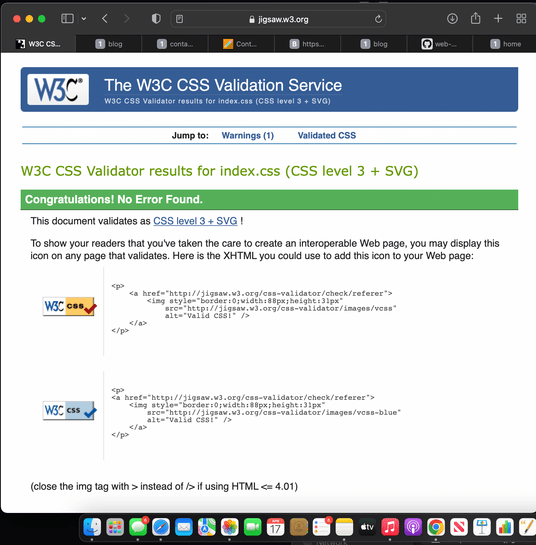 jigsaw.w3.org
W3C CS...
1 blog
1 conta...
Cont...
B https...
1 blog
web-...
1 home
W3C®
The W3C CSS Validation Service
W3C CSS Validator results for index.css (CSS level 3 + SVG)
Jump to: Warnings (1) Validated CSS
W3C CSS Validator results for index.css (CSS level 3 + SVG)
Congratulations! No Error Found.
This document validates as CSS level 3 + SVG !
To show your readers that you've taken the care to create an interoperable Web page, you may display this
icon on any page that validates. Here is the XHTML you could use to add this icon to your Web page:
W3C css
<p>
<a href="http://jigsaw.w3.org/css-validator/check/referer">
<img style="border:0;width:88px;height:31px"
src="http://jigsaw.w3.org/css-validator/images/vcss"
alt="Valid CSS!" />
</a>
</p>
W3C css
<p>
<a href="http://jigsaw.w3.org/css-validator/check/referer">
<img style="border:0;width:88px;height:31px"
src="http://jigsaw.w3.org/css-validator/images/vcss-blue"
alt="Valid CSS!" />
</a>
</p>
(close the img tag with > instead of /> if using HTML <= 4.01)
17
tv